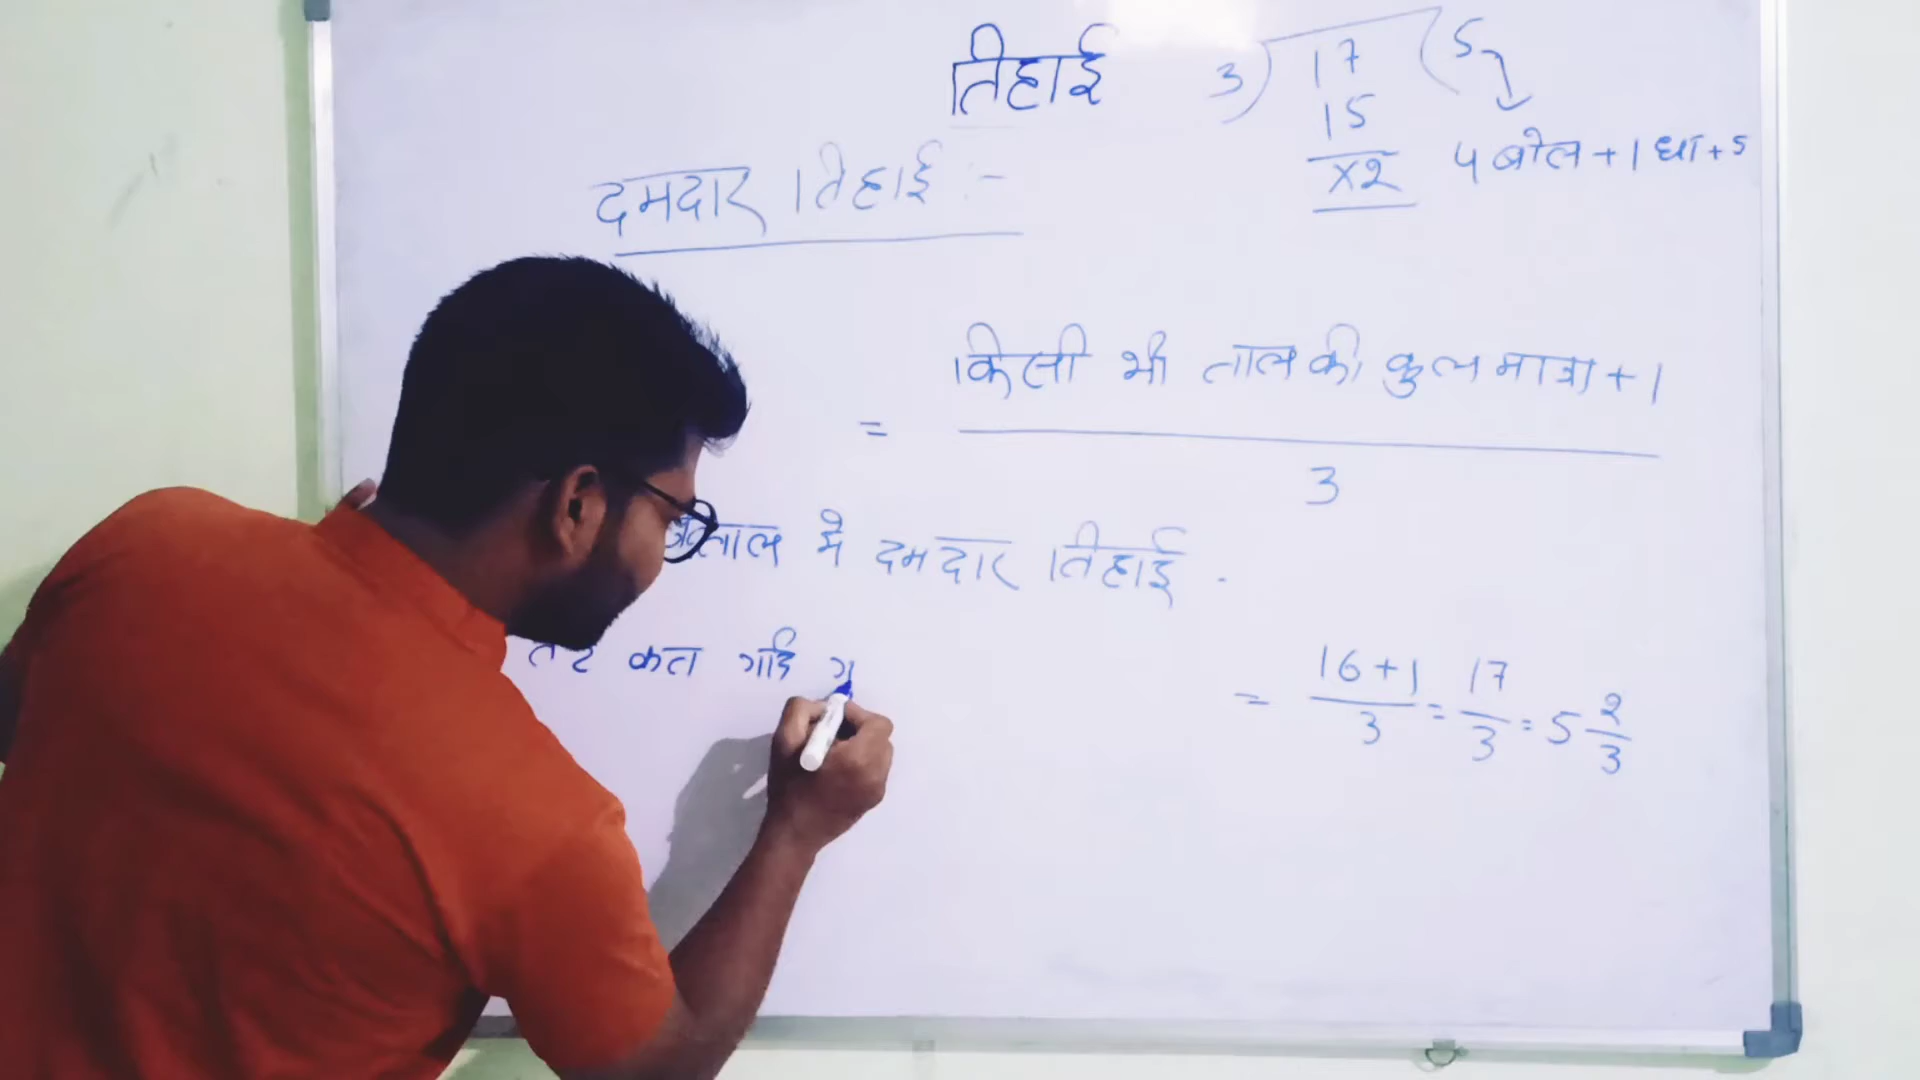 तिहाई 3) 17 (5
15
×2 4 बोल + 1 धा + 5
दमदार तिहाई :-
= किसी भी ताल की कुल मात्रा + 1
3
ताल में दमदार तिहाई .
कता गदि ग
= 16+1/3 = 17/3 = 5 2/3